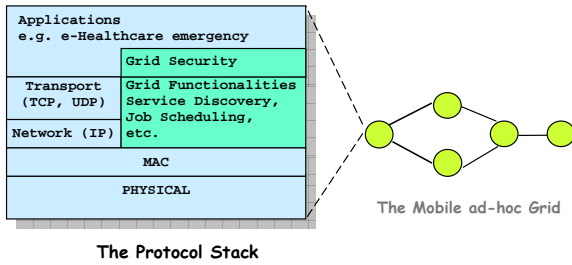 Applications
e.g. e-Healthcare emergency
Grid Security
Transport
(TCP, UDP)
Grid Functionalities
Service Discovery,
Job Scheduling,
etc.
Network (IP)
MAC
PHYSICAL
The Protocol Stack
The Mobile ad-hoc Grid